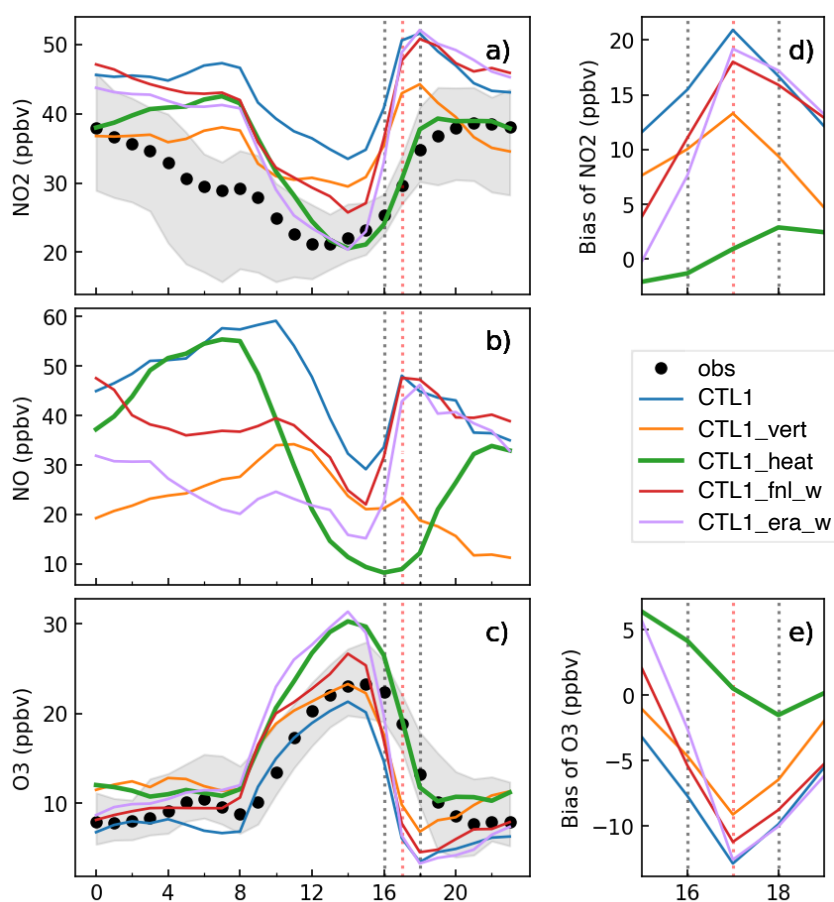 a)
50
40
30
20
NO2 (ppbv)
d)
20
15
10
5
0
Bias of NO2 (ppbv)
b)
60
50
40
30
20
10
NO (ppbv)
obs
CTL1
CTL1_vert
CTL1_heat
CTL1_fnl_w
CTL1_era_w
c)
30
20
10
O3 (ppbv)
0 4 8 12 16 20
e)
5
0
−5
−10
Bias of O3 (ppbv)
16 18